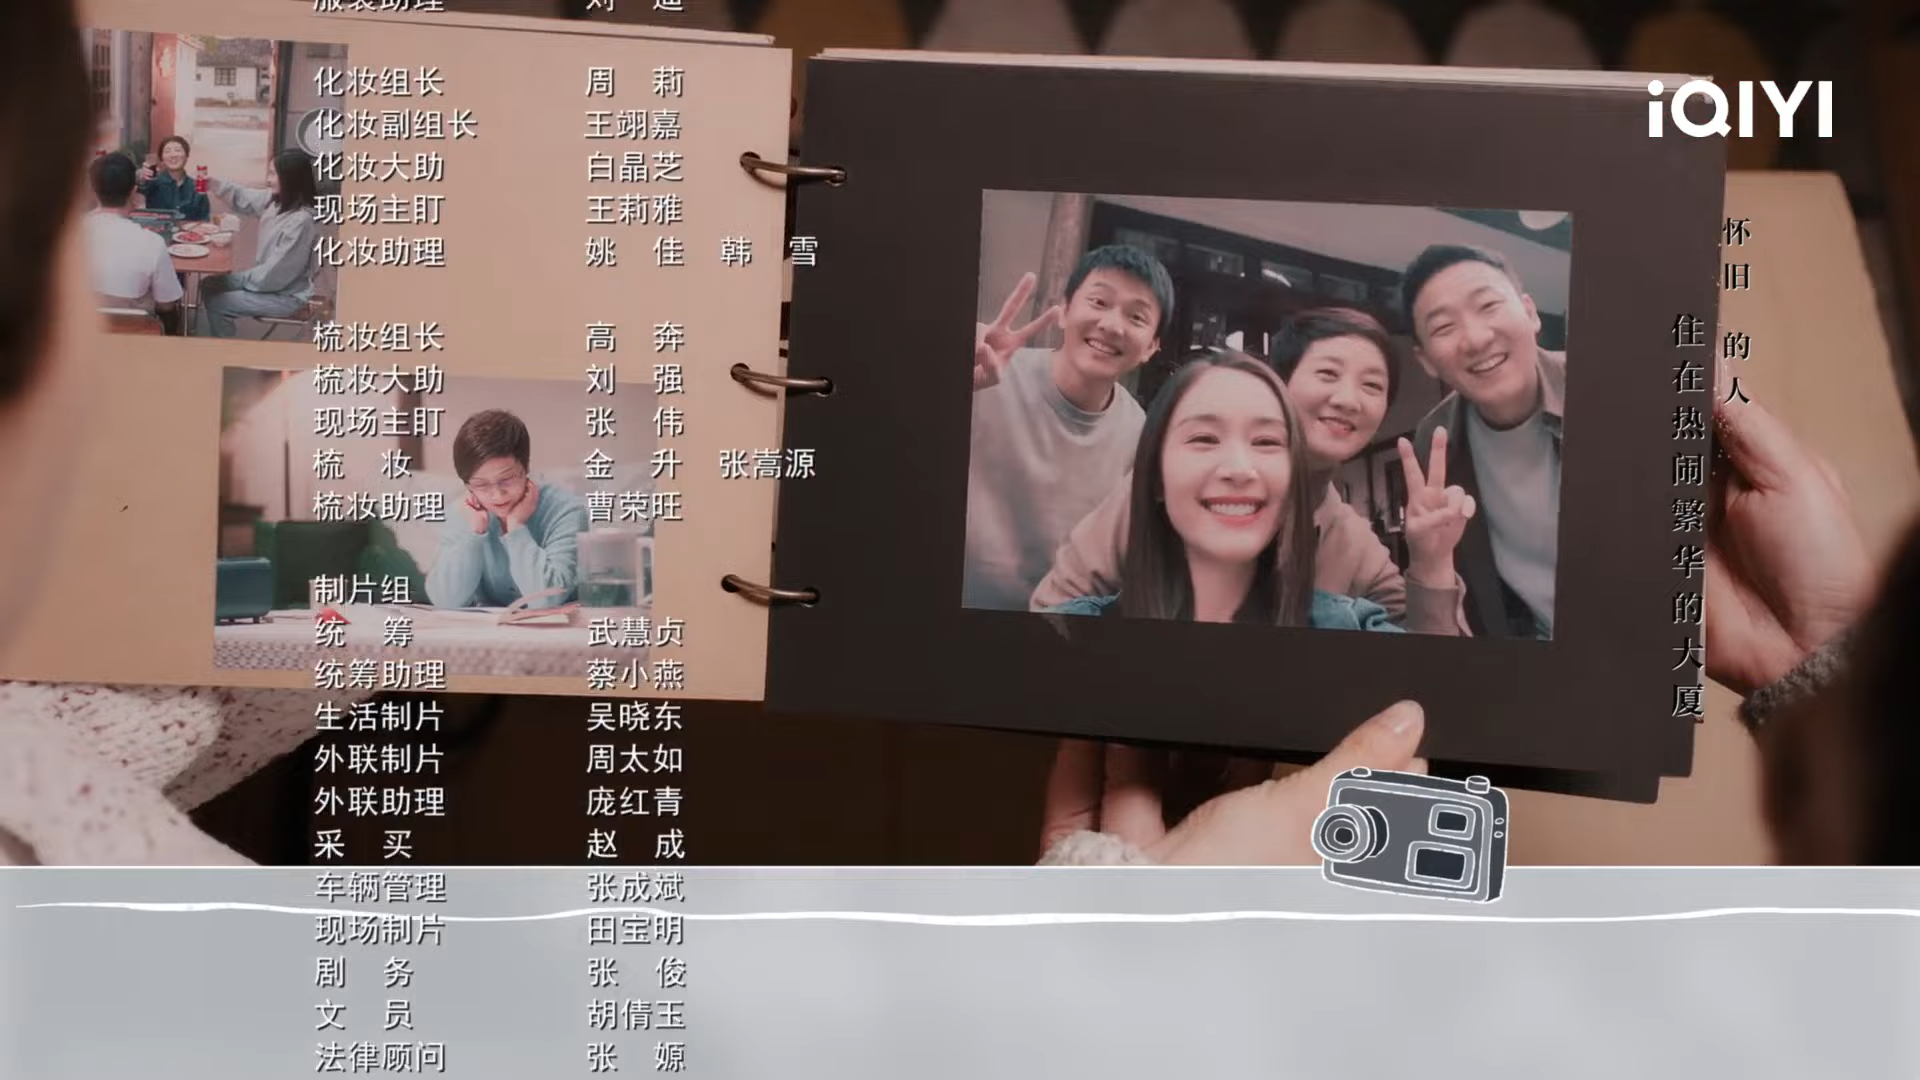 iQIYI
服装助理 刘 迪
化妆组长 周 莉
化妆副组长 王翊嘉
化妆大助 白晶芝
现场主盯 王莉雅
化妆助理 姚 佳 韩 雪
梳妆组长 高 奔
梳妆大助 刘 强
现场主盯 张 伟
梳 妆 金 升 张嵩源
梳妆助理 曹荣旺
制片组
统 筹 武慧贞
统筹助理 蔡小燕
生活制片 吴晓东
外联制片 周太如
外联助理 庞红青
采 买 赵 成
车辆管理 张成斌
现场制片 田宝明
剧 务 张 俊
文 员 胡倩玉
法律顾问 张 嫄
怀旧 的人
住在热闹繁华的大厦